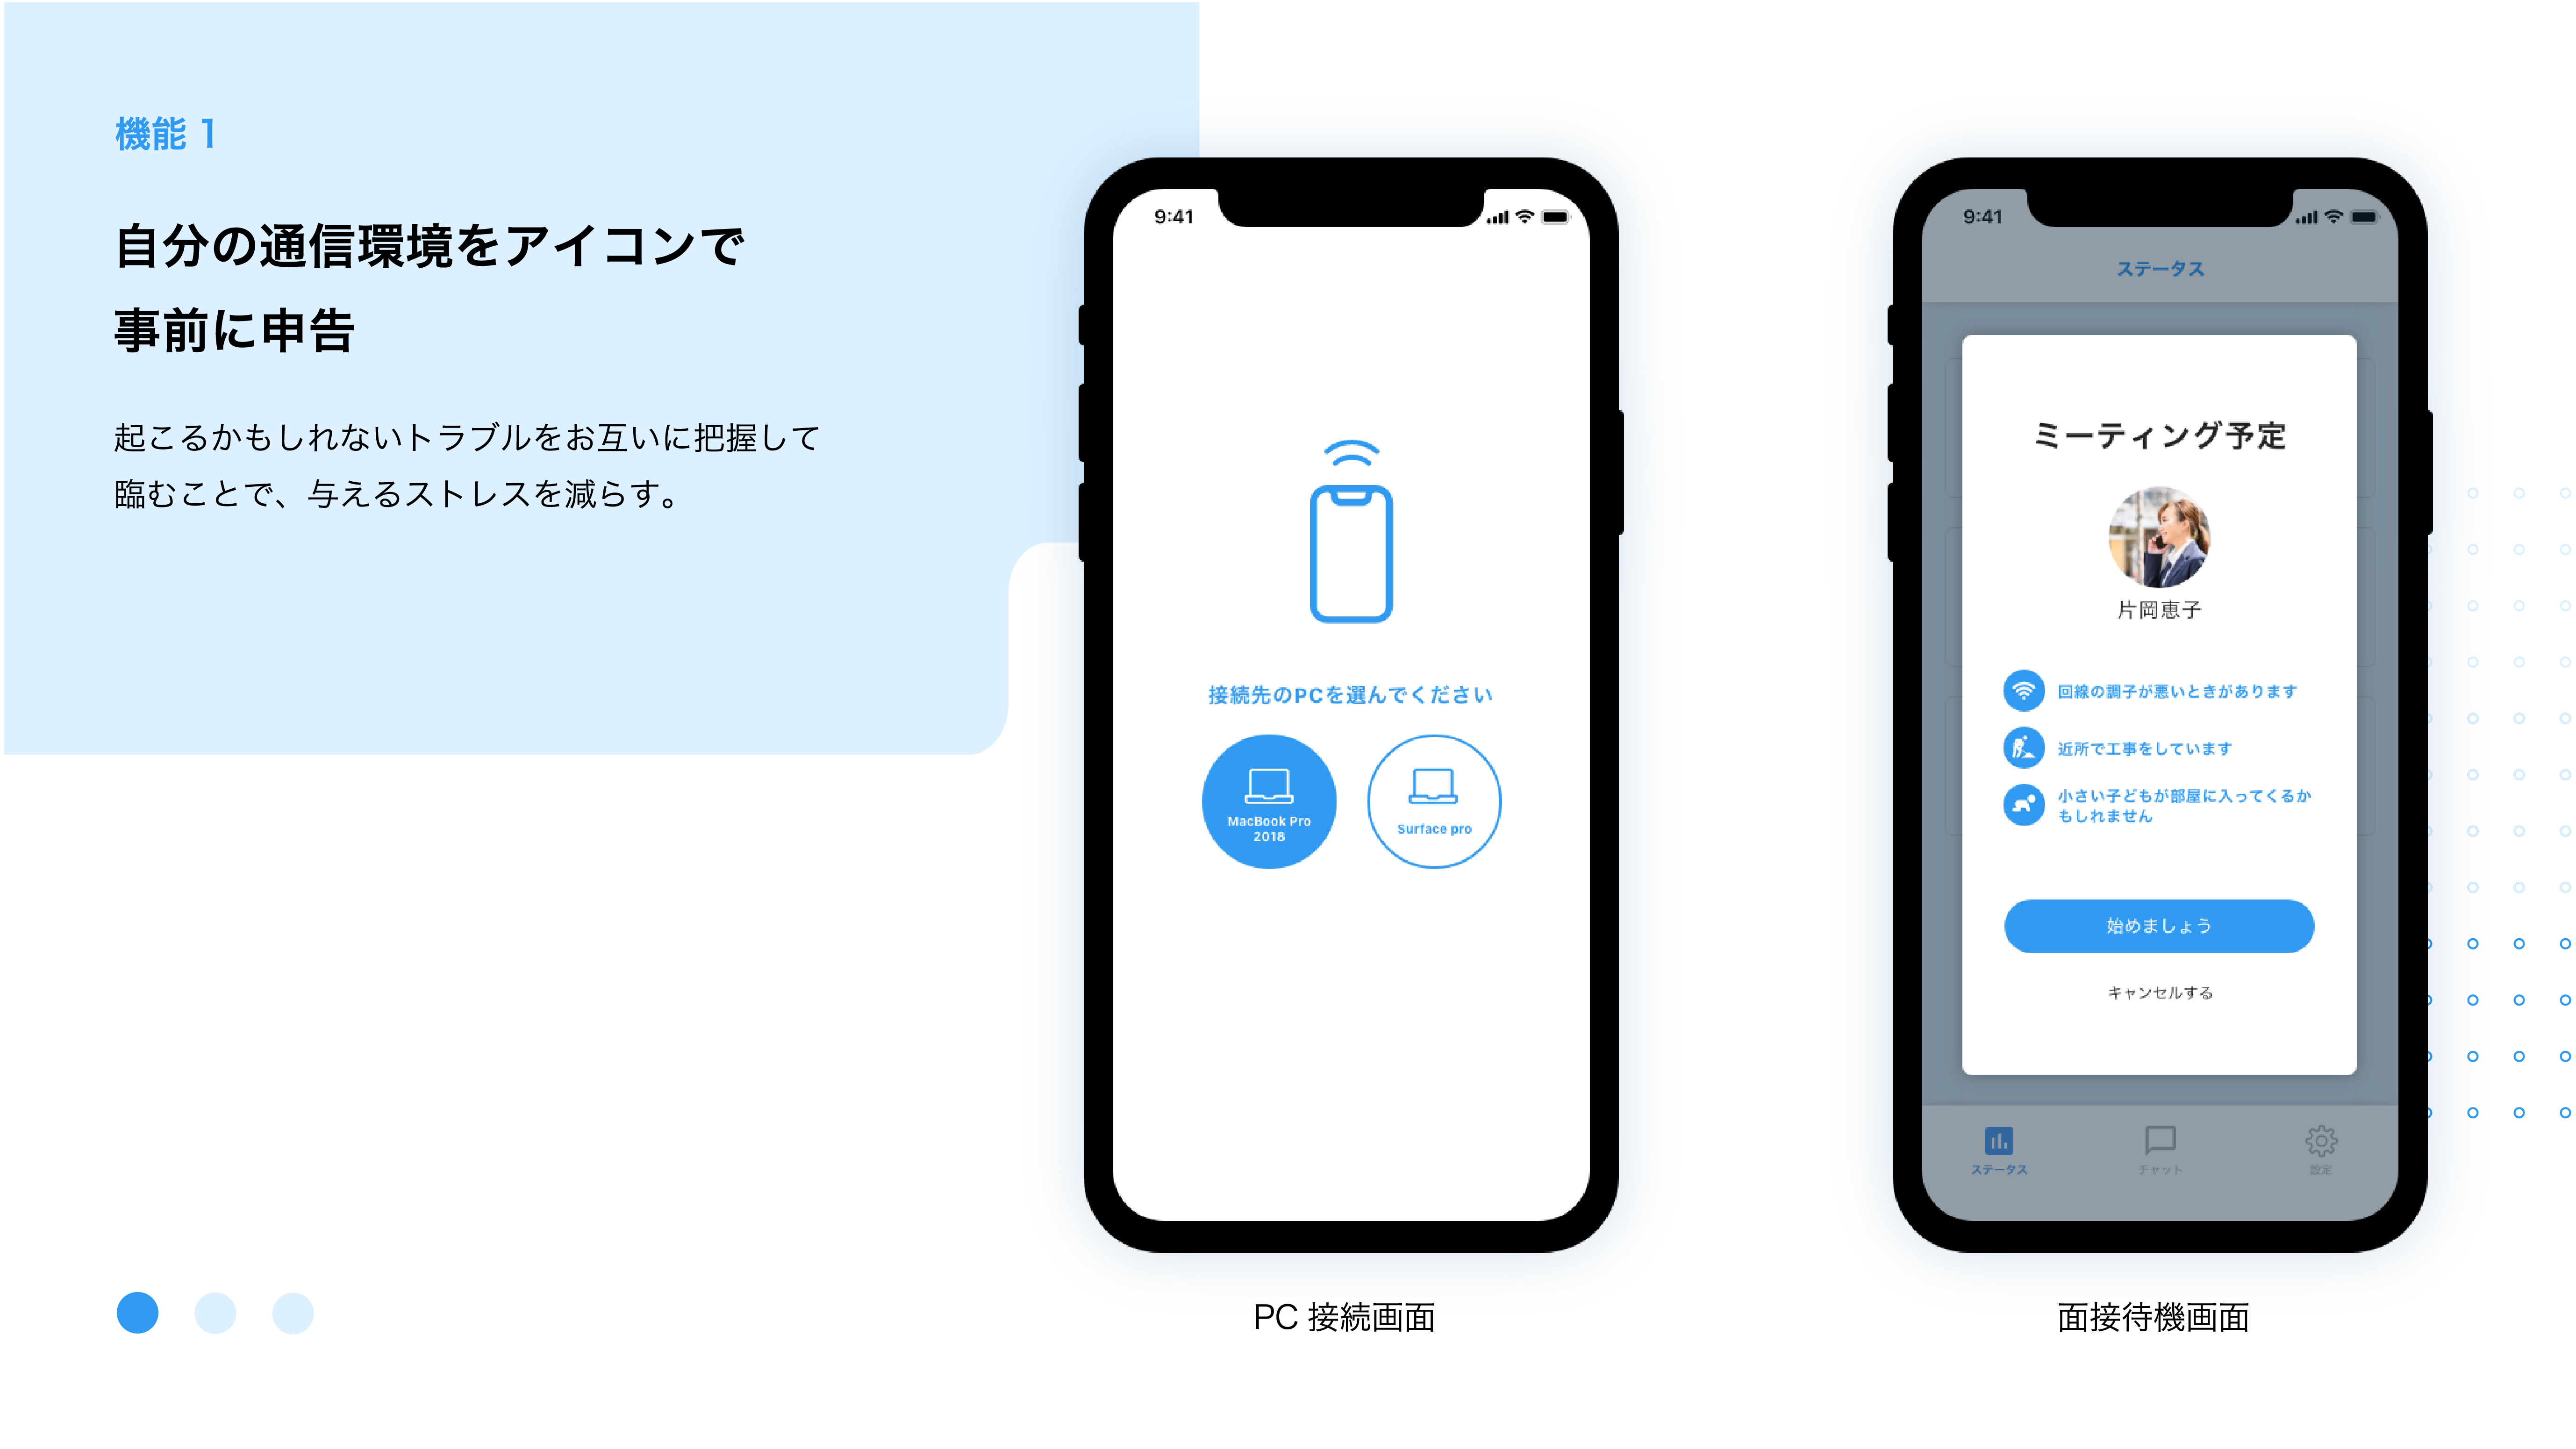 機能 1
自分の通信環境をアイコンで
事前に申告
起こるかもしれないトラブルをお互いに把握して
臨むことで、与えるストレスを減らす。
9:41
接続先のPCを選んでください
MacBook Pro
2018
Surface pro
PC 接続画面
9:41
ステータス
ミーティング予定
片岡恵子
回線の調子が悪いときがあります
近所で工事をしています
小さい子どもが部屋に入ってくるか
もしれません
始めましょう
キャンセルする
ステータス
チャット
設定
面接待機画面